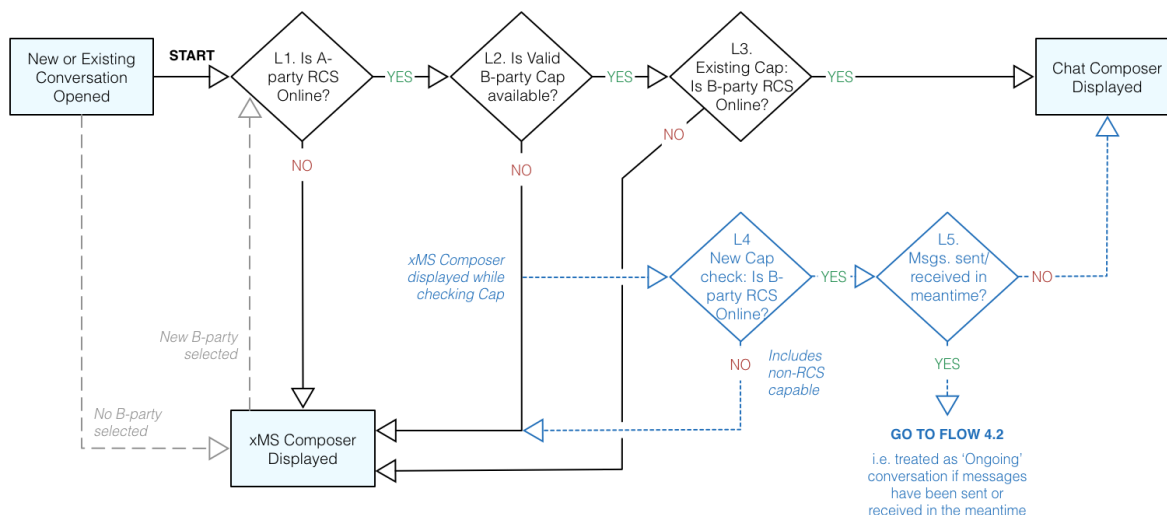 New or Existing
Conversation
Opened
START
L1. Is A-
party RCS
Online?
YES
L2. Is Valid
B-party Cap
available?
YES
L3.
Existing Cap:
Is B-party RCS
Online?
YES
Chat Composer
Displayed
NO
NO
NO
xMS Composer
displayed while
checking Cap
L4
New Cap
check: Is B-
party RCS
Online?
YES
L5.
Msgs. sent/
received in
meantime?
NO
New B-party
selected
NO
Includes
non-RCS
capable
YES
No B-party
selected
xMS Composer
Displayed
GO TO FLOW 4.2
i.e. treated as ‘Ongoing’
conversation if messages
have been sent or
received in the meantime